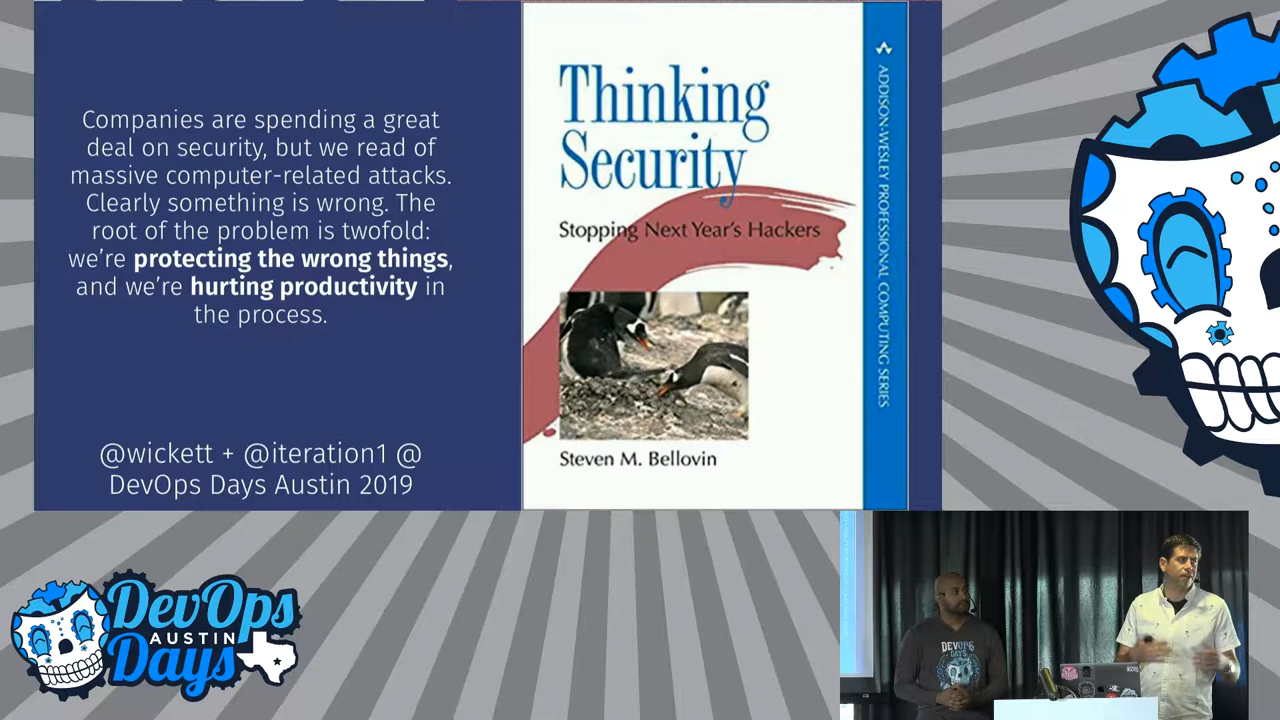 Companies are spending a great
deal on security, but we read of
massive computer-related attacks.
Clearly something is wrong. The
root of the problem is twofold:
we're protecting the wrong things,
and we're hurting productivity in
the process.
@wickett + @iteration1 @
DevOps Days Austin 2019
Thinking
Security
Stopping Next Year's Hackers
Steven M. Bellovin
ADDISON-WESLEY PROFESSIONAL COMPUTING SERIES
DevOps
AUSTIN
Days
DEVOPS
DAYS